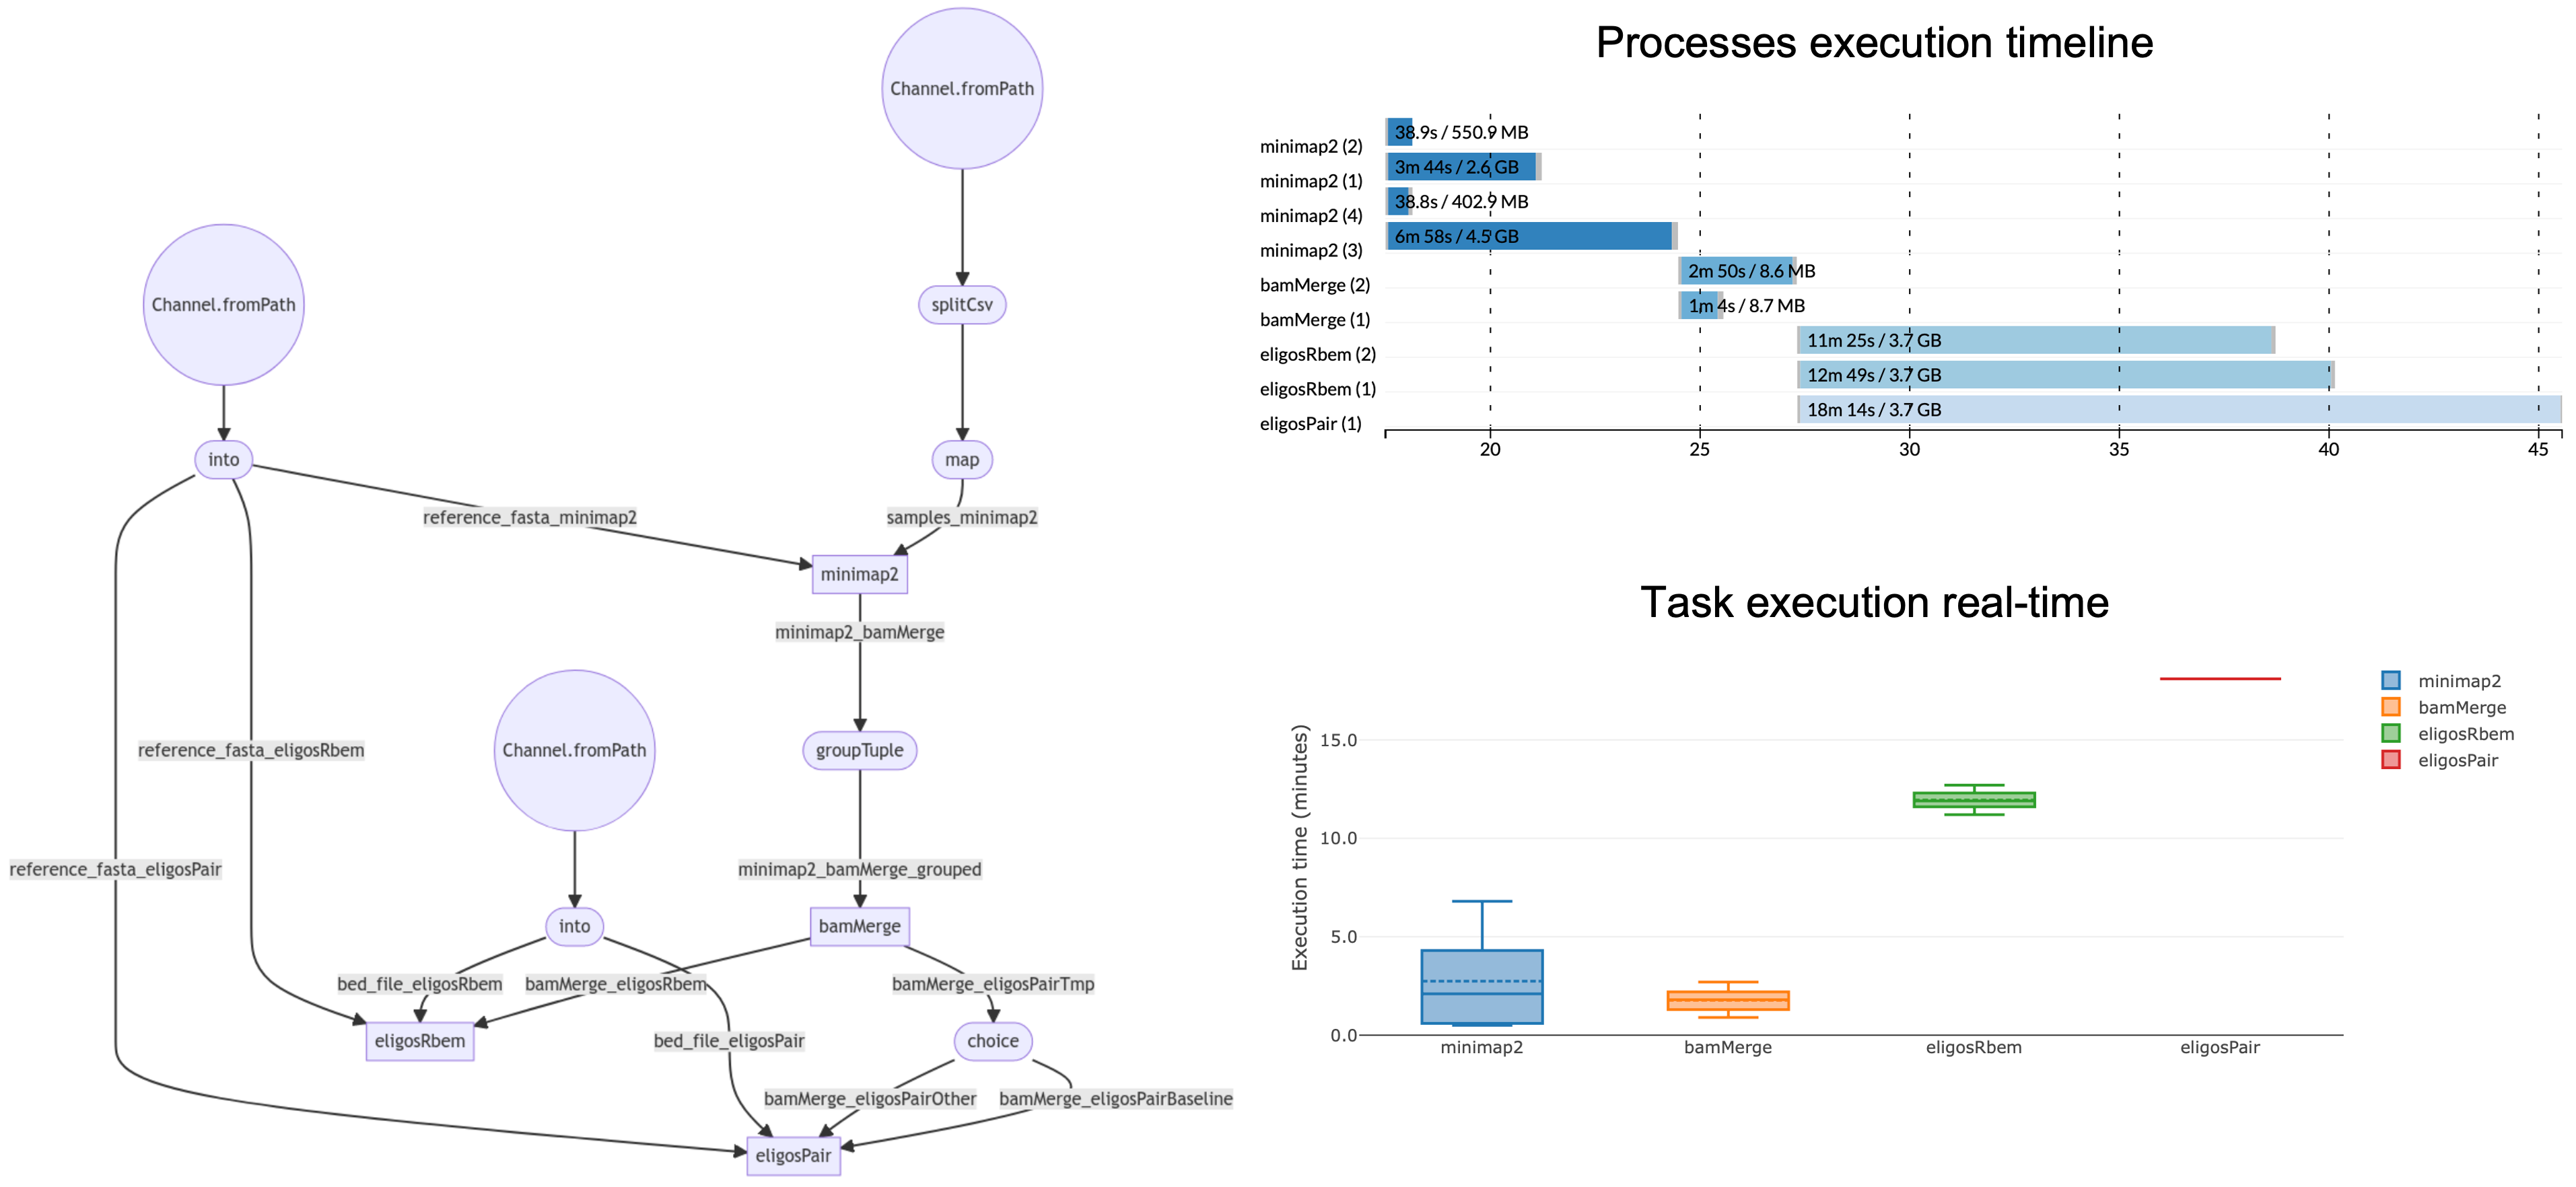 Channel.fromPath
Channel.fromPath
splitCsv
into
map
reference_fasta_minimap2
samples_minimap2
minimap2
minimap2_bamMerge
reference_fasta_eligosRbem
Channel.fromPath
groupTuple
reference_fasta_eligosPair
minimap2_bamMerge_grouped
into
bamMerge
bed_file_eligosRbem
bamMerge_eligosRbem
bamMerge_eligosPairTmp
eligosRbem
bed_file_eligosPair
choice
bamMerge_eligosPairOther
bamMerge_eligosPairBaseline
eligosPair
Processes execution timeline
38.9s / 550.9 MB
minimap2 (2)
3m 44s / 2.6 GB
minimap2 (1)
38.8s / 402.9 MB
minimap2 (4)
6m 58s / 4.5 GB
minimap2 (3)
2m 50s / 8.6 MB
bamMerge (2)
1m 4s / 8.7 MB
bamMerge (1)
11m 25s / 3.7 GB
eligosRbem (2)
12m 49s / 3.7 GB
eligosRbem (1)
18m 14s / 3.7 GB
eligosPair (1)
20 25 30 35 40 45
Task execution real-time
Execution time (minutes)
15.0
10.0
5.0
0.0
minimap2 bamMerge eligosRbem eligosPair
minimap2
bamMerge
eligosRbem
eligosPair